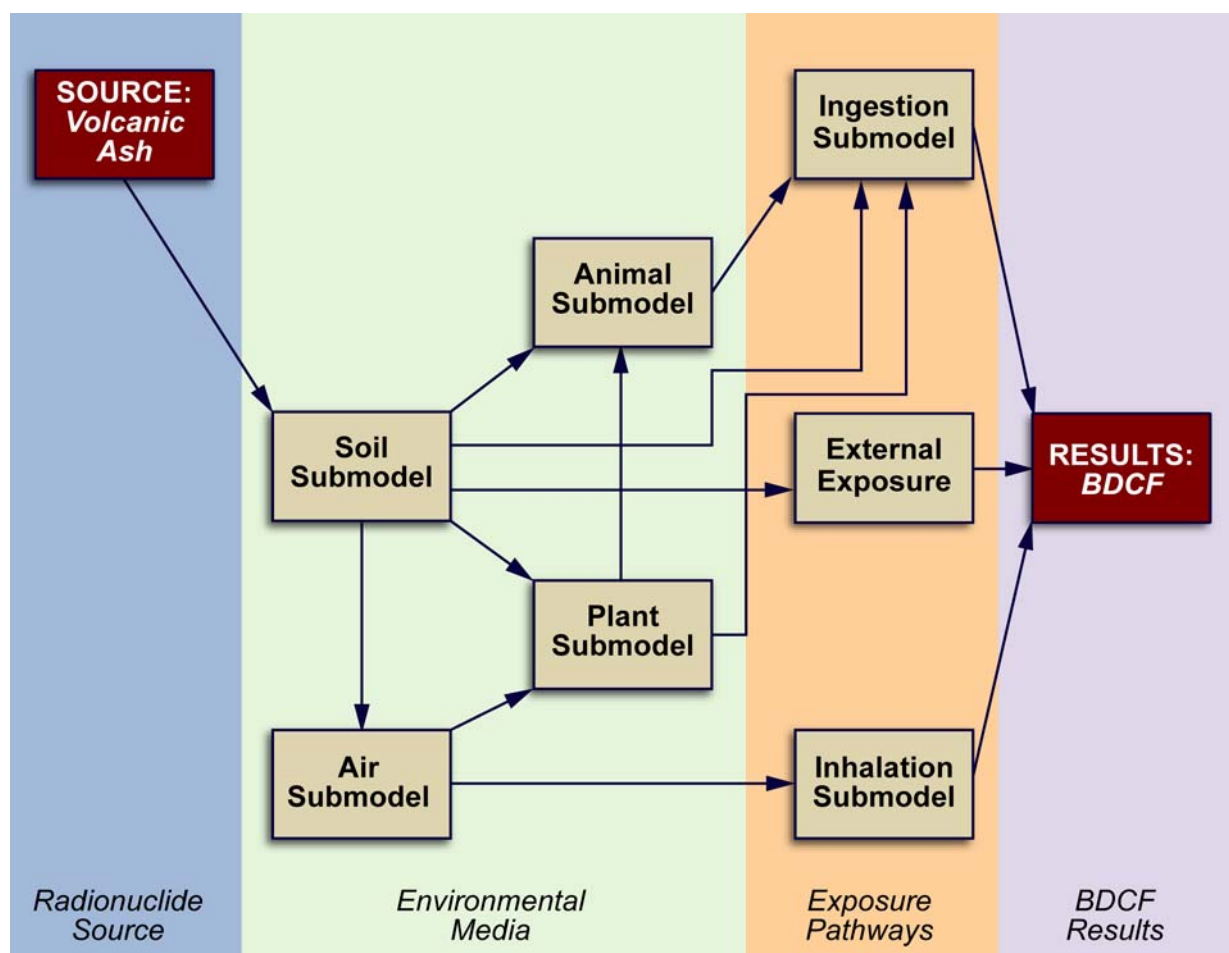 SOURCE:
Volcanic
Ash
Ingestion
Submodel
Animal
Submodel
Soil
Submodel
External
Exposure
RESULTS:
BDCF
Plant
Submodel
Air
Submodel
Inhalation
Submodel
Radionuclide
Source
Environmental
Media
Exposure
Pathways
BDCF
Results